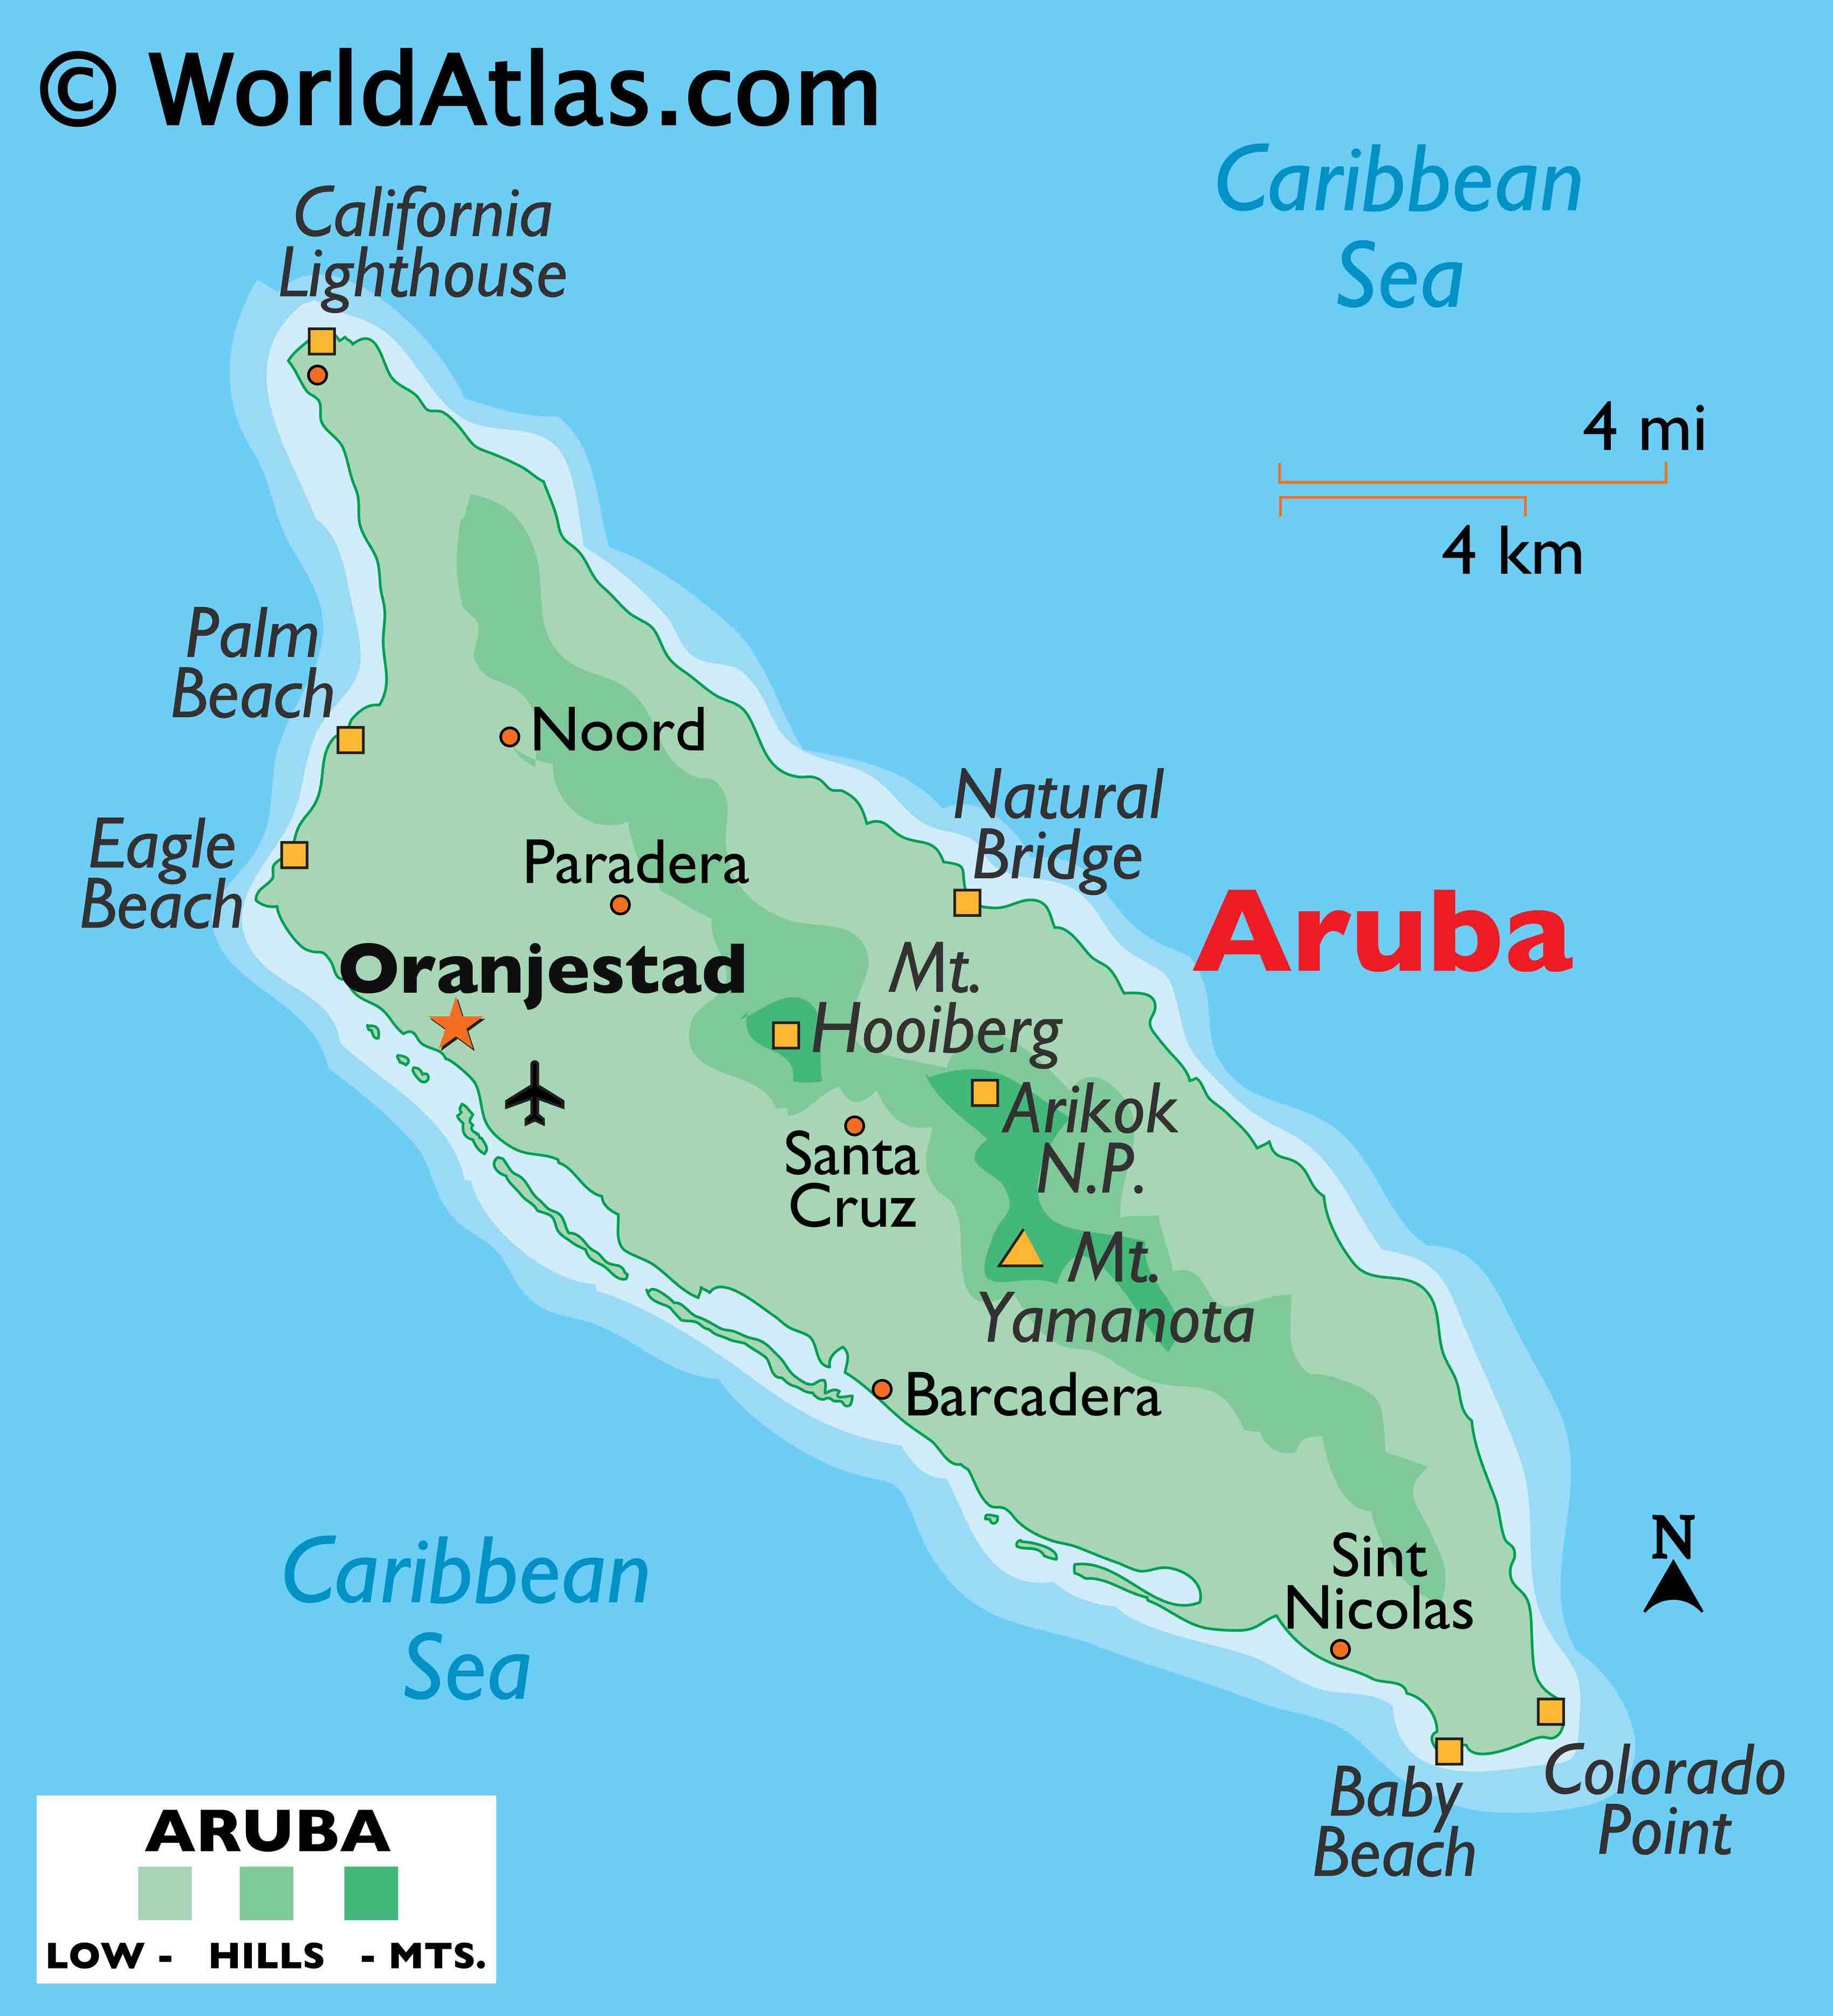 © WorldAtlas.com
Caribbean
Sea
California
Lighthouse
4 mi
4 km
Palm
Beach
Noord
Natural
Bridge
Eagle
Beach
Paradera
Aruba
Oranjestad
Mt.
Hooiberg
Arikok
N.P.
Santa
Cruz
Mt.
Yamanota
Barcadera
Caribbean
Sea
Sint
Nicolas
N
Baby
Beach
Colorado
Point
ARUBA
LOW - HILLS - MTS.